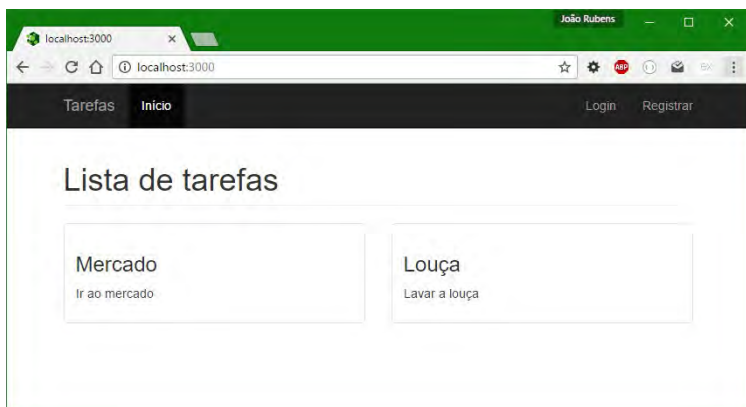 João Rubens
localhost:3000
localhost:3000
ABP
Tarefas Início Login Registrar
Lista de tarefas
Mercado
Ir ao mercado
Louça
Lavar a louça